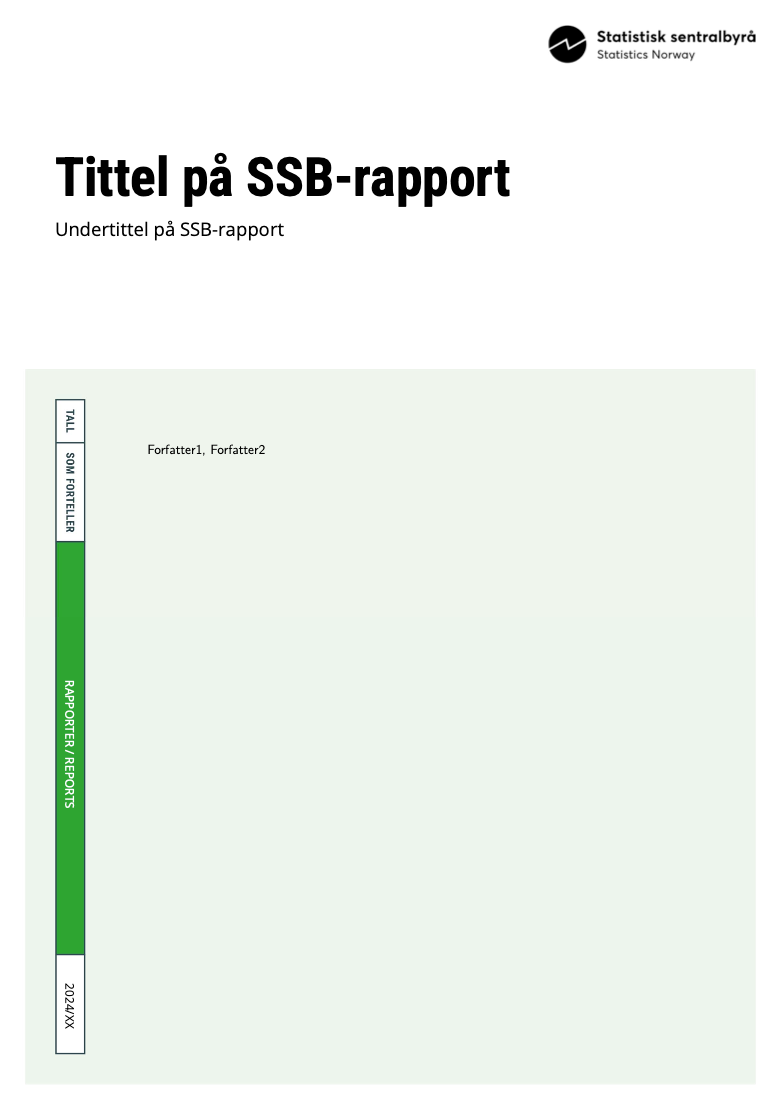 Statistisk sentralbyrå
Statistics Norway
Tittel på SSB-rapport
Undertittel på SSB-rapport
TALL
SOM FORTELLER
Forfatter1, Forfatter2
RAPPORTER / REPORTS
2024/XX